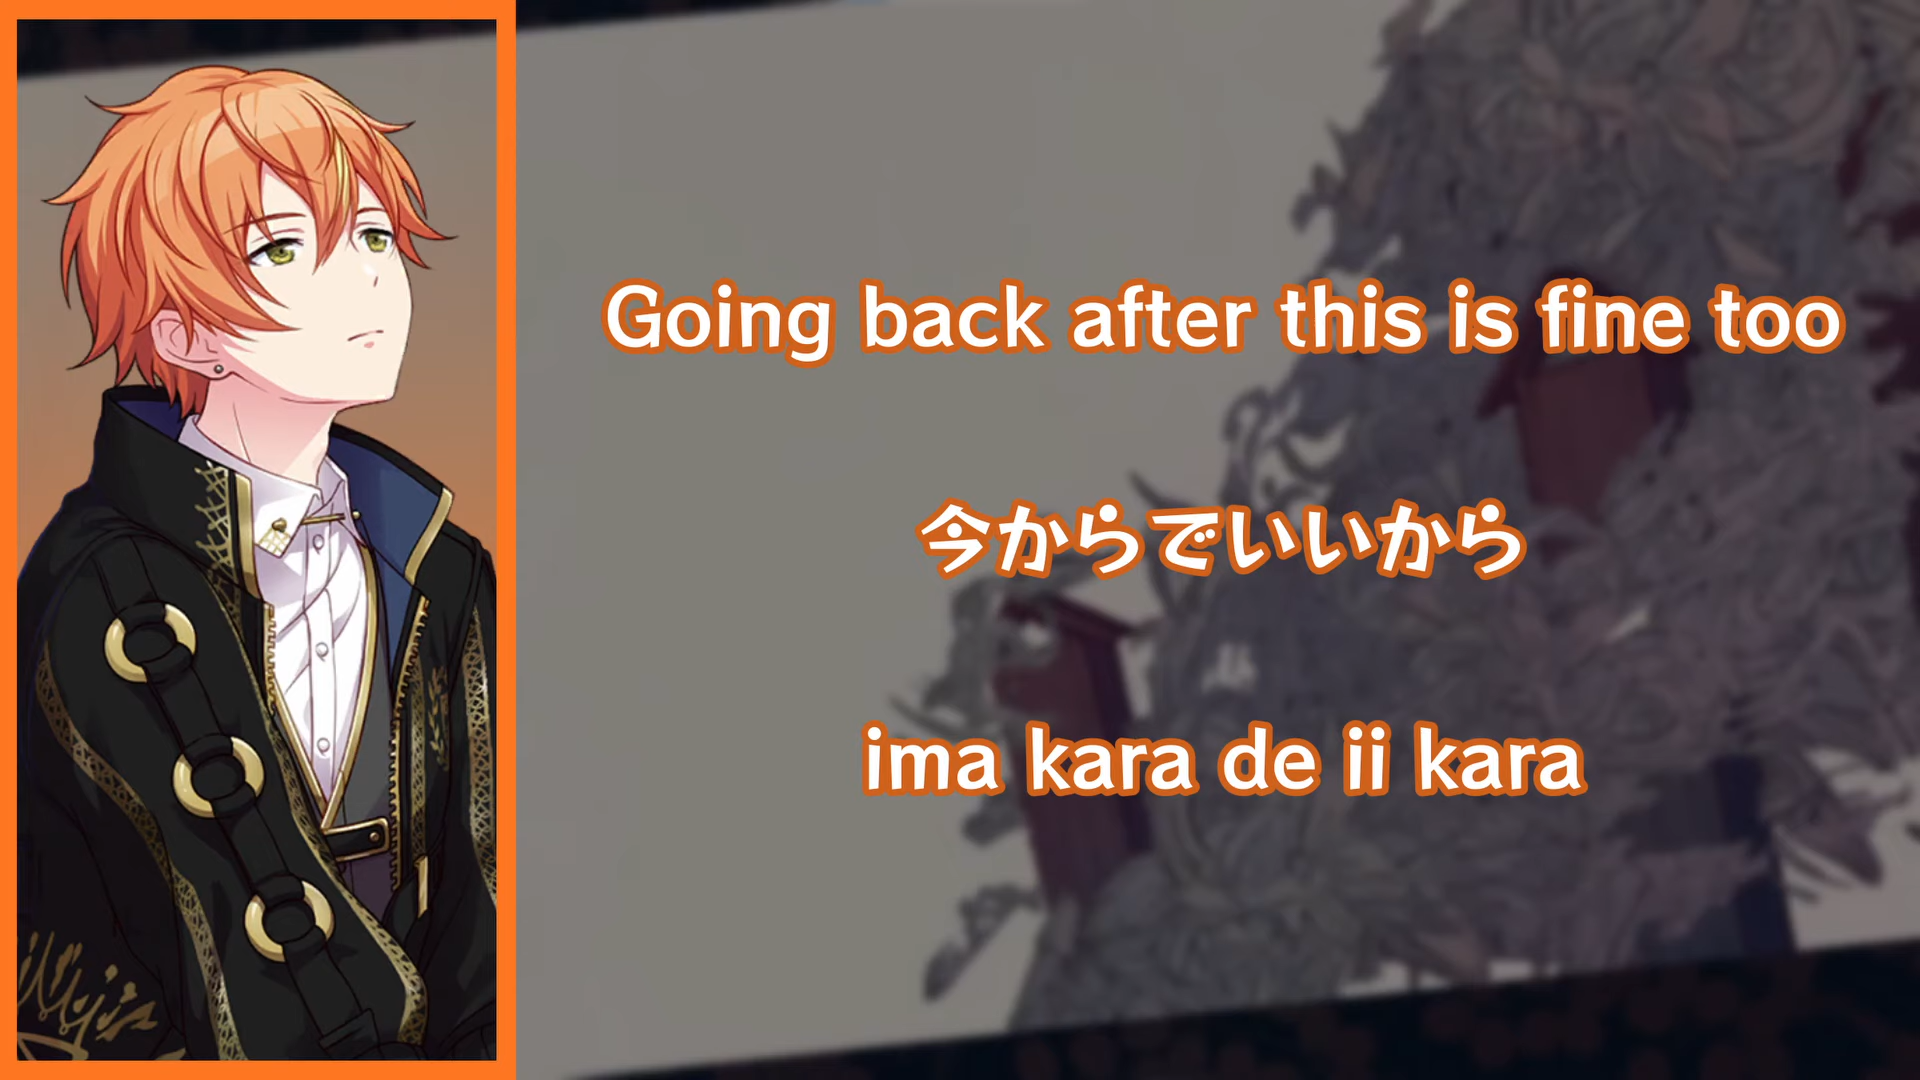 Going back after this is fine too
今からでいいから
ima kara de ii kara